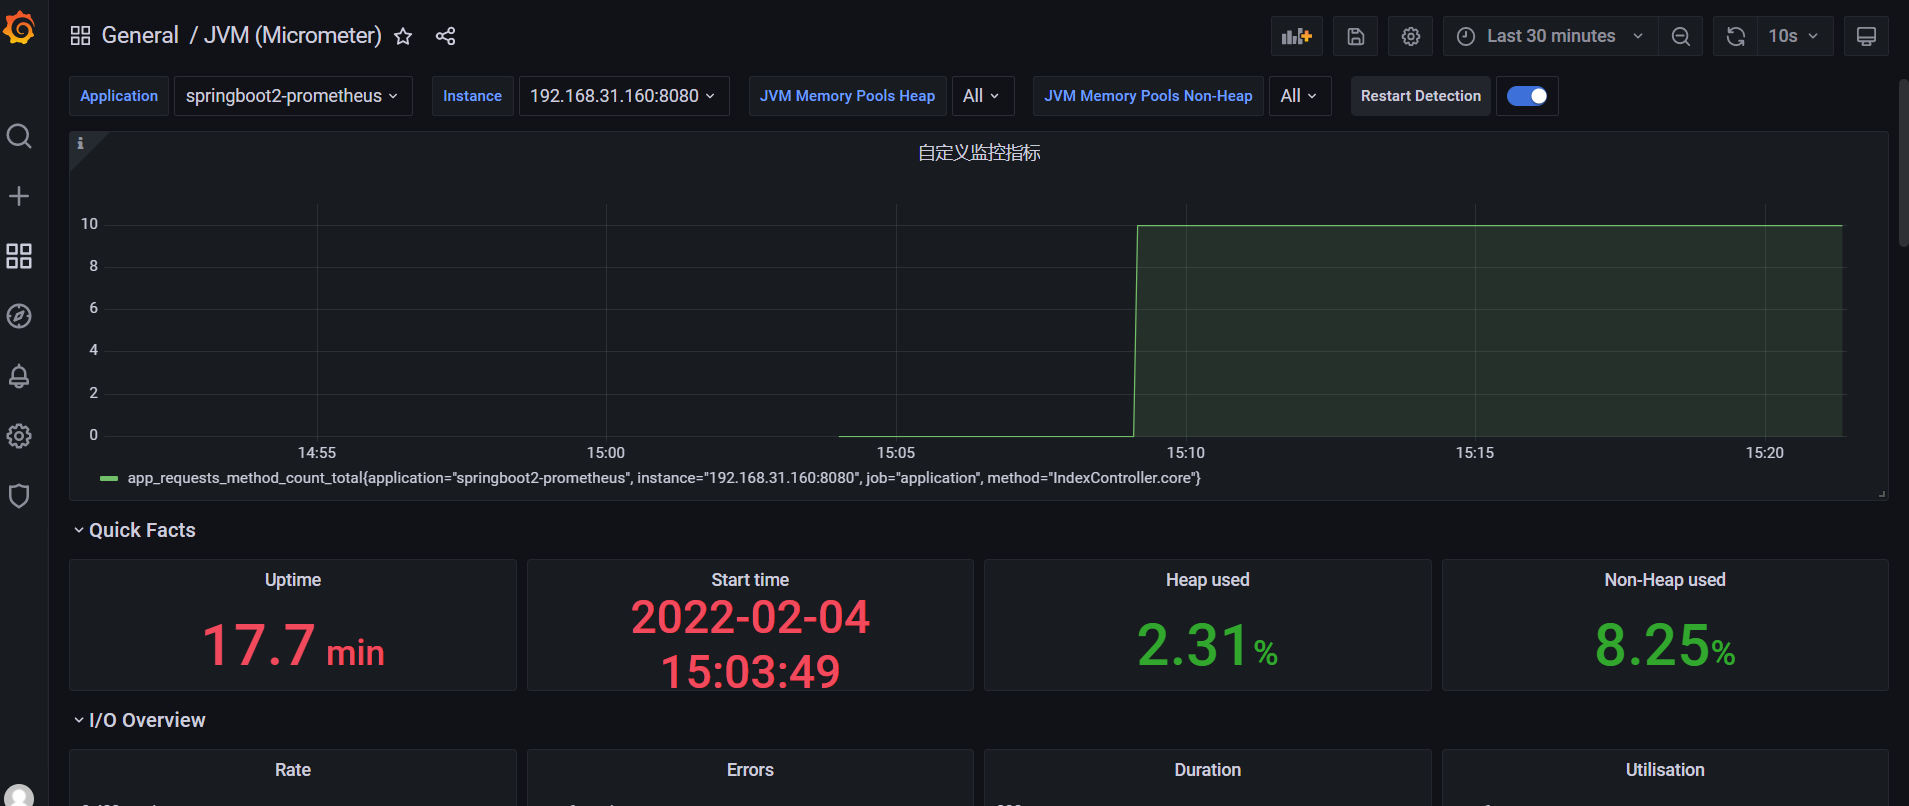 General / JVM (Micrometer)
Last 30 minutes
10s
Application springboot2-prometheus Instance 192.168.31.160:8080 JVM Memory Pools Heap All JVM Memory Pools Non-Heap All Restart Detection
自定义监控指标
10
8
6
4
2
0
14:55 15:00 15:05 15:10 15:15 15:20
app_requests_method_count_total{application="springboot2-prometheus", instance="192.168.31.160:8080", job="application", method="IndexController.core"}
Quick Facts
Uptime
17.7 min
Start time
2022-02-04
15:03:49
Heap used
2.31%
Non-Heap used
8.25%
I/O Overview
Rate
Errors
Duration
Utilisation